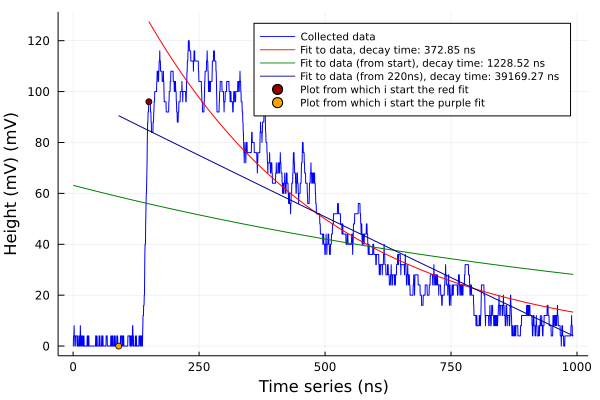 Collected data
Fit to data, decay time: 372.85 ns
Fit to data (from start), decay time: 1228.52 ns
Fit to data (from 220ns), decay time: 39169.27 ns
Plot from which i start the red fit
Plot from which i start the purple fit
120
100
80
60
40
20
0
Height (mV) (mV)
0 250 500 750 1000
Time series (ns)